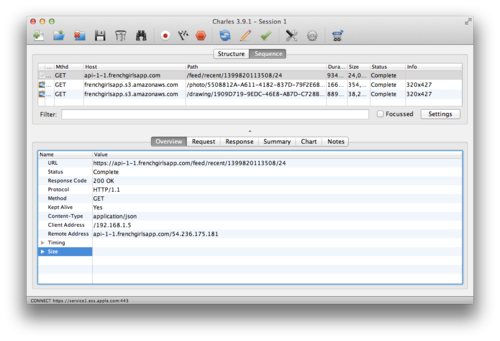 Charles 3.9.1 - Session 1
Structure Sequence
... Mthd Host Path Dura... Size Status Info
... GET api-1-1.frenchgirlsapp.com /feed/recent/1399820113508/24 934... 24,0... Complete
... GET frenchgirlsapp.s3.amazonaws.com /photo/5508812A-A611-4182-837D-79F2E6B... 166... 354,... Complete 320x427
... GET frenchgirlsapp.s3.amazonaws.com /drawing/1909D719-9EDC-46E8-AB7D-C728B... 889... 38,2... Complete 320x427
Filter: Focussed Settings
Overview Request Response Summary Chart Notes
Name Value
URL https://api-1-1.frenchgirlsapp.com/feed/recent/1399820113508/24
Status Complete
Response Code 200 OK
Protocol HTTP/1.1
Method GET
Kept Alive Yes
Content-Type application/json
Client Address /192.168.1.5
Remote Address api-1-1.frenchgirlsapp.com/54.236.175.181
Timing
Size
CONNECT https://service1.ess.apple.com:443